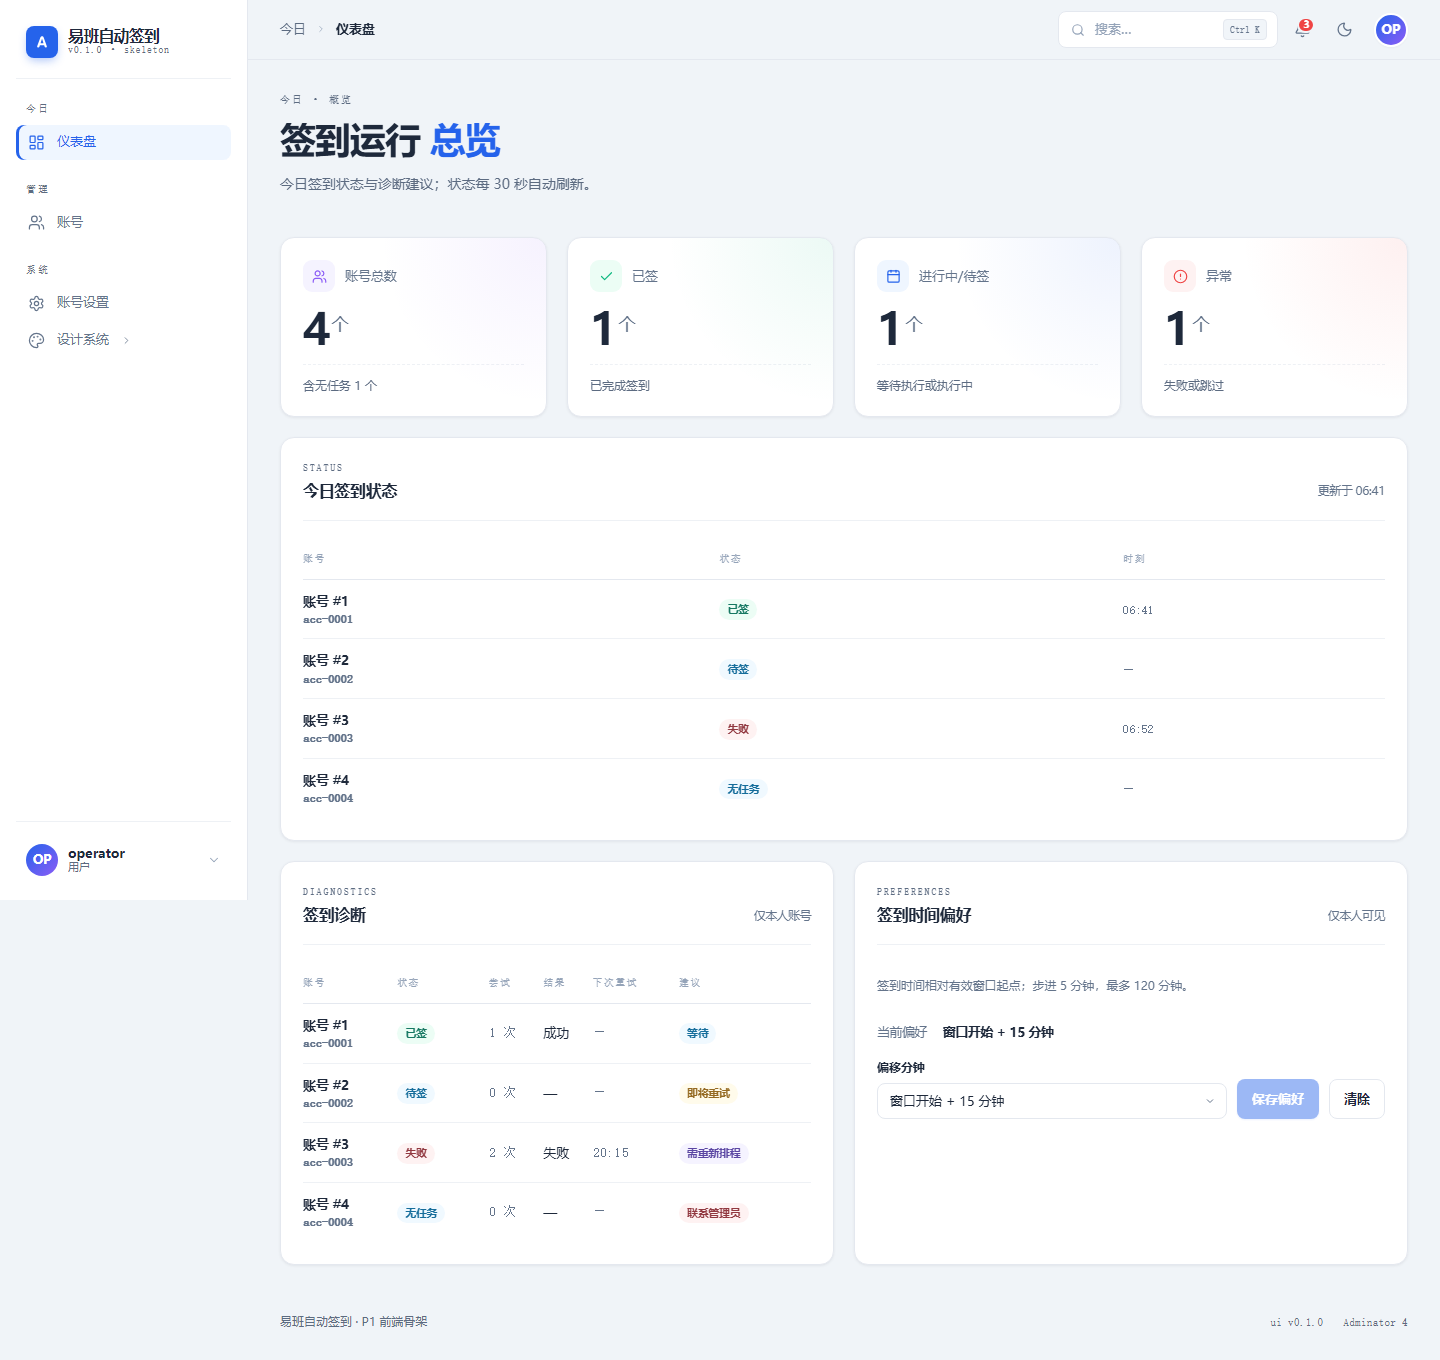 A
易班自动签到
v0.1.0 • skeleton
今日
仪表盘
管理
账号
系统
账号设置
设计系统
OP
operator
用户
今日
仪表盘
搜索...
Ctrl K
3
OP
今日 • 概览
签到运行 总览
今日签到状态与诊断建议；状态每 30 秒自动刷新。
账号总数
4个
含无任务 1 个
已签
1个
已完成签到
进行中/待签
1个
等待执行或执行中
异常
1个
失败或跳过
STATUS
今日签到状态
更新于 06:41
账号 状态 时刻
账号 #1
acc-0001
已签
06:41
账号 #2
acc-0002
待签
—
账号 #3
acc-0003
失败
06:52
账号 #4
acc-0004
无任务
—
DIAGNOSTICS
签到诊断
仅本人账号
账号 状态 尝试 结果 下次重试 建议
账号 #1
acc-0001
已签 1 次 成功 — 等待
账号 #2
acc-0002
待签 0 次 — — 即将重试
账号 #3
acc-0003
失败 2 次 失败 20:15 需重新排程
账号 #4
acc-0004
无任务 0 次 — — 联系管理员
PREFERENCES
签到时间偏好
仅本人可见
签到时间相对有效窗口起点；步进 5 分钟，最多 120 分钟。
当前偏好 窗口开始 + 15 分钟
偏移分钟
窗口开始 + 15 分钟
保存偏好
清除
易班自动签到 · P1 前端骨架
ui v0.1.0
Adminator 4